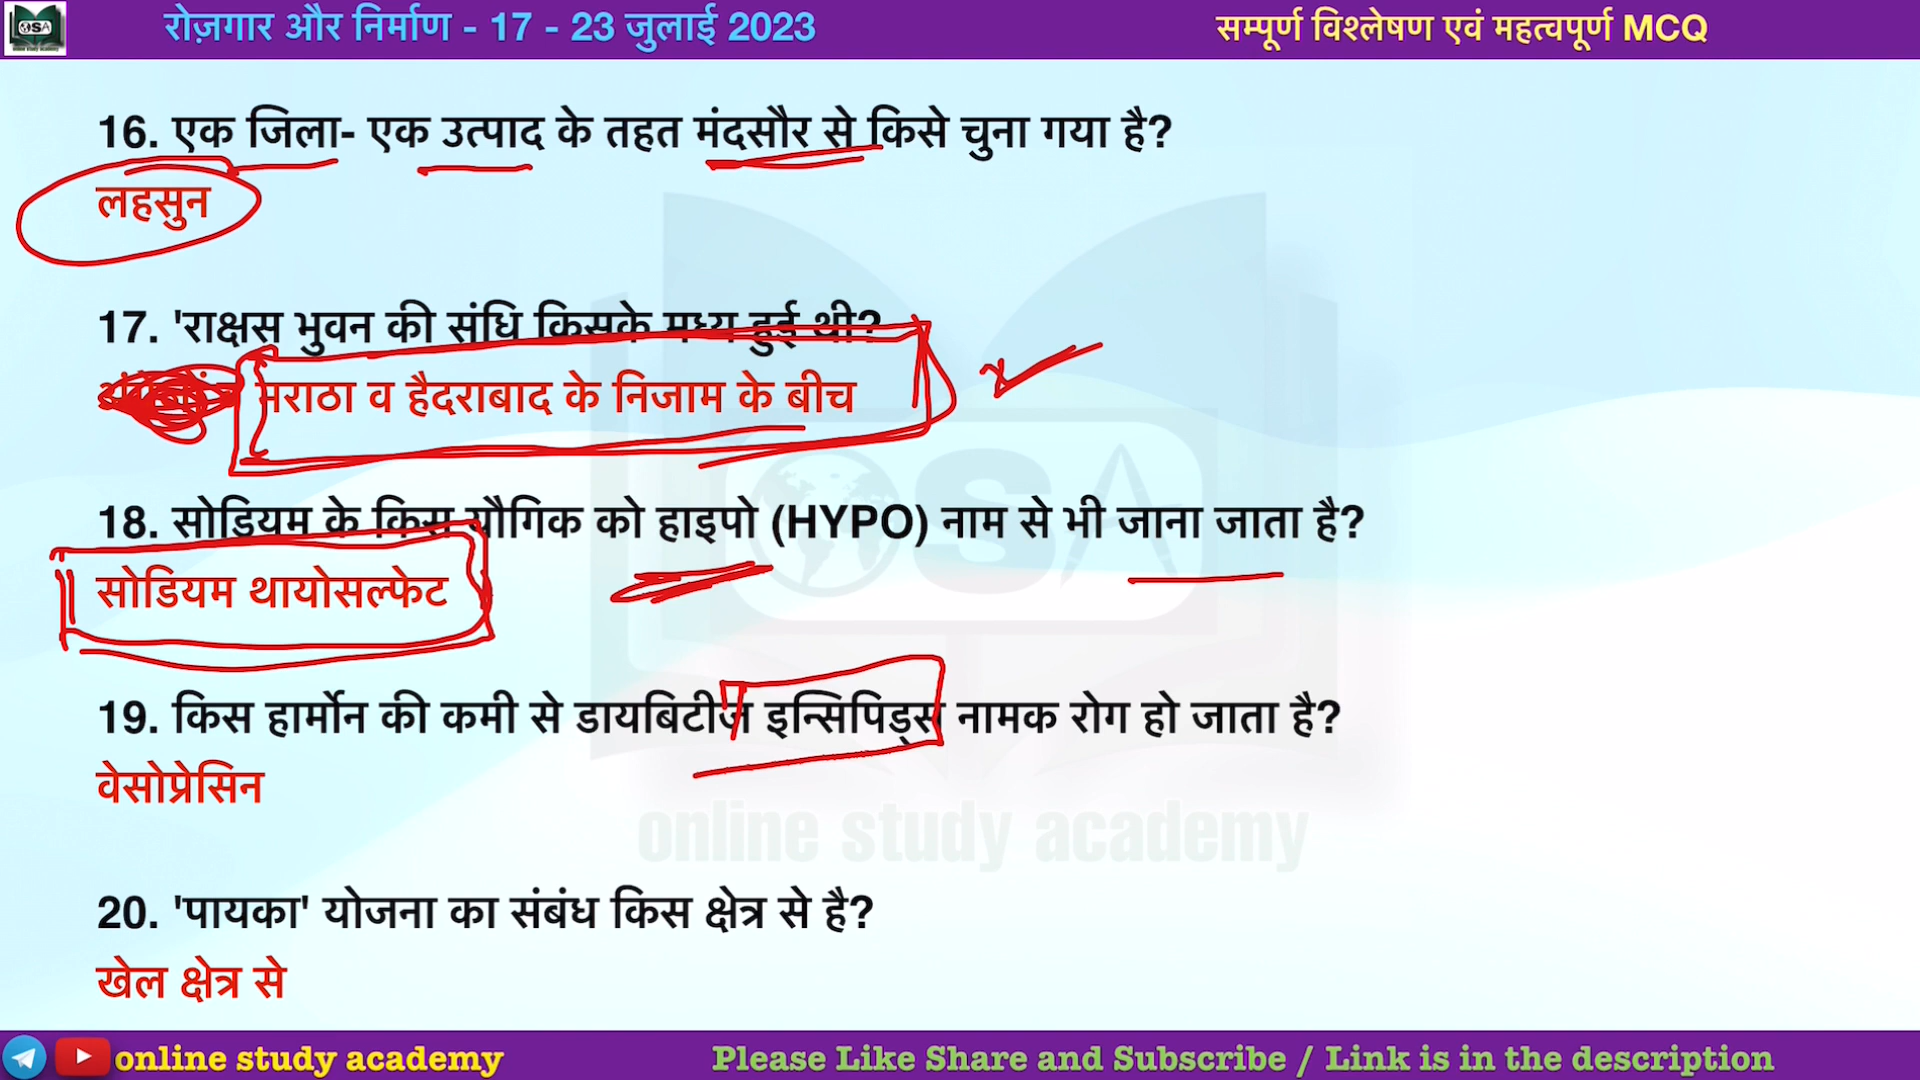 OSA
रोज़गार और निर्माण - 17 - 23 जुलाई 2023
सम्पूर्ण विश्लेषण एवं महत्वपूर्ण MCQ
16. एक जिला- एक उत्पाद के तहत मंदसौर से किसे चुना गया है?
लहसुन
17. 'राक्षस भुवन की संधि किसके मध्य हुई थी?
मराठा व हैदराबाद के निजाम के बीच
18. सोडियम के किस यौगिक को हाइपो (HYPO) नाम से भी जाना जाता है?
सोडियम थायोसल्फेट
19. किस हार्मोन की कमी से डायबिटीज इन्सिपिड्स नामक रोग हो जाता है?
वेसोप्रेसिन
20. 'पायका' योजना का संबंध किस क्षेत्र से है?
खेल क्षेत्र से
OSA
online study academy
online study academy
Please Like Share and Subscribe / Link is in the description